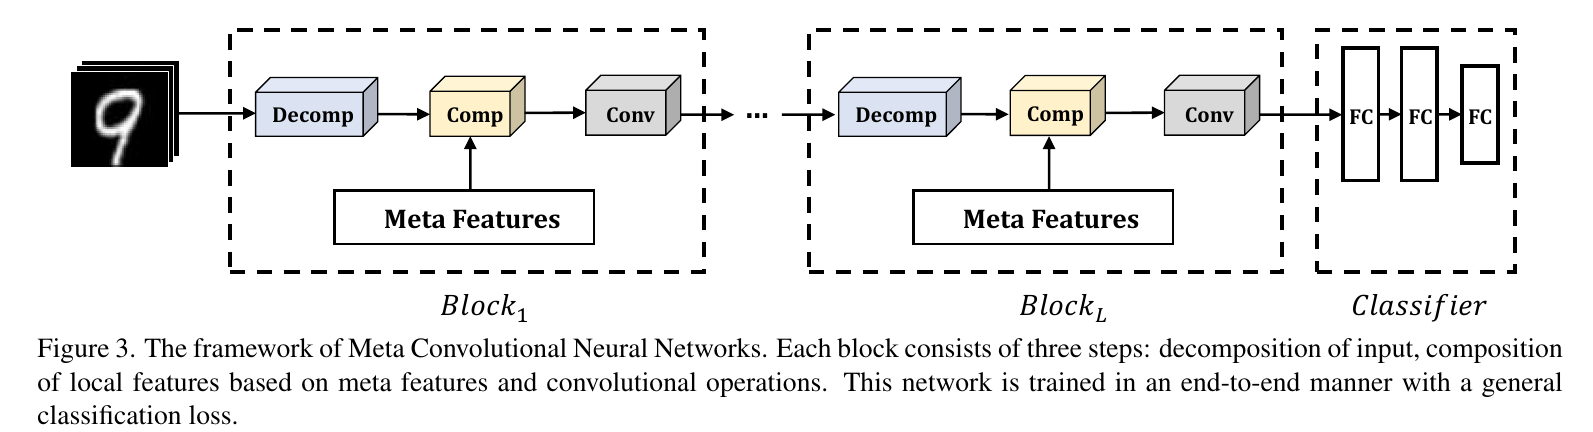 9
Decomp Comp Conv ... Decomp Comp Conv FC FC FC
Meta Features Meta Features
Block1 BlockL Classifier
Figure 3. The framework of Meta Convolutional Neural Networks. Each block consists of three steps: decomposition of input, composition
of local features based on meta features and convolutional operations. This network is trained in an end-to-end manner with a general
classification loss.